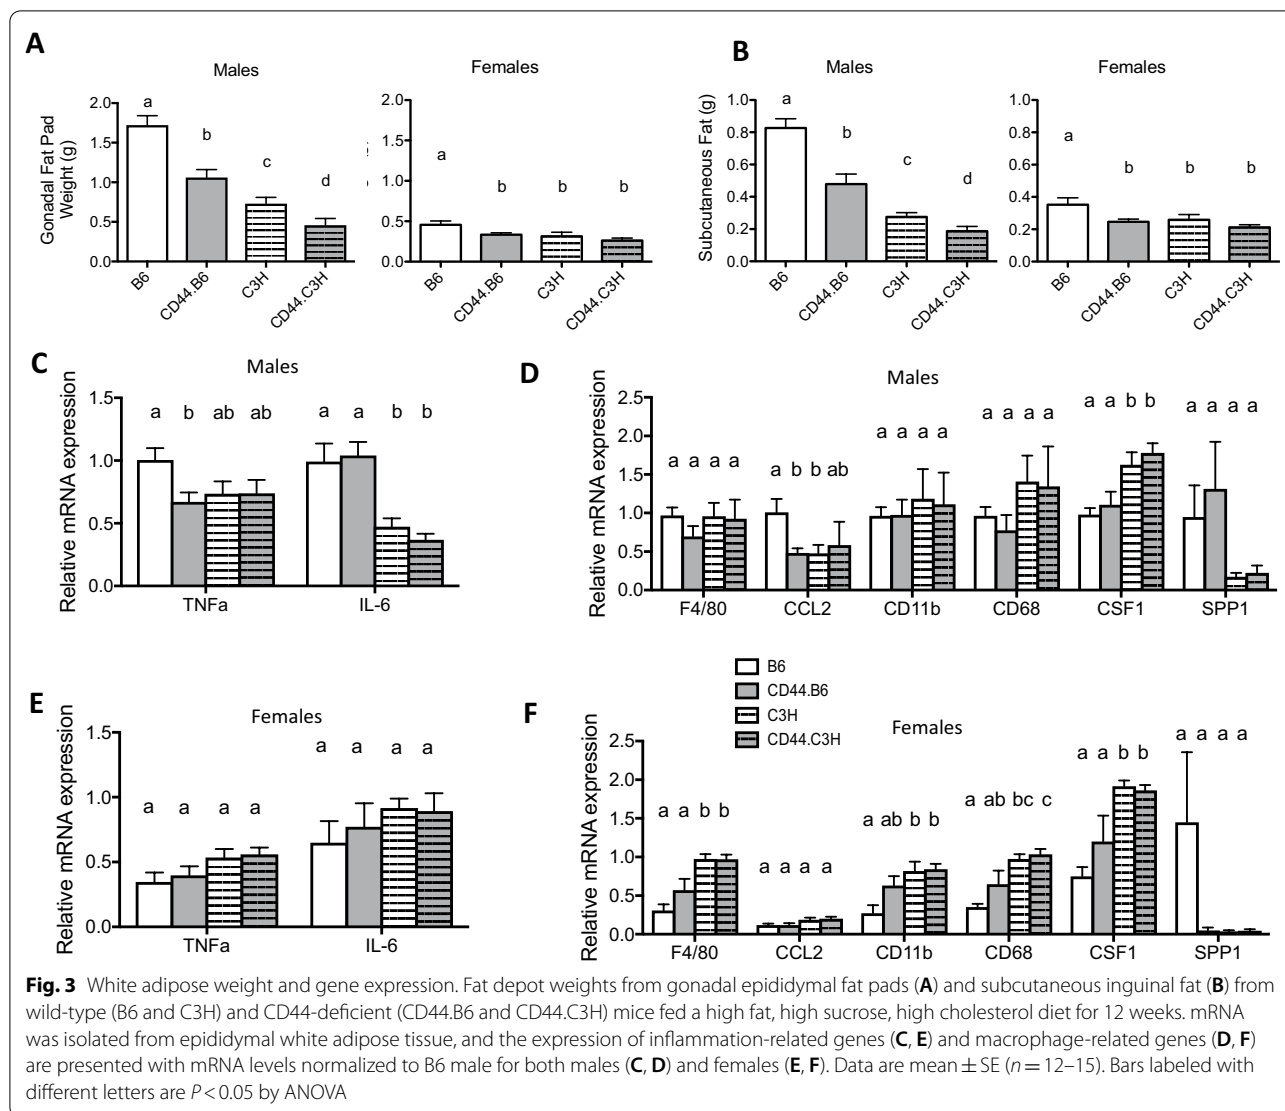 A
Males
Females
Gonadal Fat Pad
Weight (g)
2.0
1.5
1.0
0.5
0.0
a
b
c
d
B6
CD44.B6
C3H
CD44.C3H
2.0
1.5
1.0
0.5
0.0
a
b
b
b
B6
CD44.B6
C3H
CD44.C3H
B
Males
Females
Subcutaneous Fat (g)
1.0
0.8
0.6
0.4
0.2
0.0
a
b
c
d
B6
CD44.B6
C3H
CD44.C3H
1.0
0.8
0.6
0.4
0.2
0.0
a
b
b
b
B6
CD44.B6
C3H
CD44.C3H
C
Males
Relative mRNA expression
1.5
1.0
0.5
0.0
a b ab ab
a a b b
TNFa
IL-6
D
Males
Relative mRNA expression
2.5
2.0
1.5
1.0
0.5
0.0
a a a a
a b b ab
a a a a
a a a a
a a b b
a a a a
F4/80
CCL2
CD11b
CD68
CSF1
SPP1
B6
CD44.B6
C3H
CD44.C3H
E
Females
Relative mRNA expression
1.5
1.0
0.5
0.0
a a a a
a a a a
TNFa
IL-6
F
Females
Relative mRNA expression
2.5
2.0
1.5
1.0
0.5
0.0
a a b b
a a a a
a ab b b
a ab bc c
a a b b
a a a a
F4/80
CCL2
CD11b
CD68
CSF1
SPP1
Fig. 3 White adipose weight and gene expression. Fat depot weights from gonadal epididymal fat pads (A) and subcutaneous inguinal fat (B) from
wild-type (B6 and C3H) and CD44-deficient (CD44.B6 and CD44.C3H) mice fed a high fat, high sucrose, high cholesterol diet for 12 weeks. mRNA
was isolated from epididymal white adipose tissue, and the expression of inflammation-related genes (C, E) and macrophage-related genes (D, F)
are presented with mRNA levels normalized to B6 male for both males (C, D) and females (E, F). Data are mean ± SE (n = 12–15). Bars labeled with
different letters are P < 0.05 by ANOVA